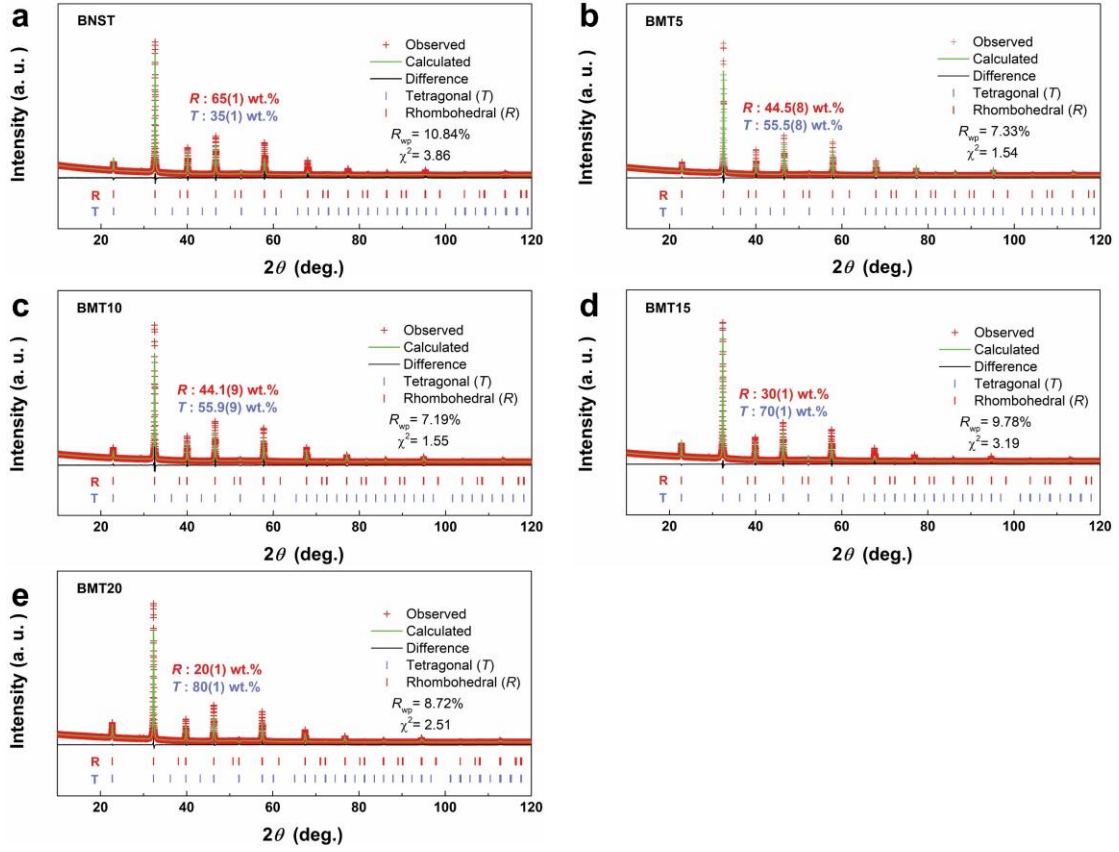 a
BNST
Intensity (a. u.)
Observed
Calculated
Difference
Tetragonal (T)
Rhombohedral (R)
R : 65(1) wt.%
T : 35(1) wt.%
Rwp = 10.84%
χ²= 3.86
R
T
20 40 60 80 100 120
2θ (deg.)
b
BMT5
Intensity (a. u.)
Observed
Calculated
Difference
Tetragonal (T)
Rhombohedral (R)
R : 44.5(8) wt.%
T : 55.5(8) wt.%
Rwp = 7.33%
χ²= 1.54
R
T
20 40 60 80 100 120
2θ (deg.)
c
BMT10
Intensity (a. u.)
Observed
Calculated
Difference
Tetragonal (T)
Rhombohedral (R)
R : 44.1(9) wt.%
T : 55.9(9) wt.%
Rwp = 7.19%
χ²= 1.55
R
T
20 40 60 80 100 120
2θ (deg.)
d
BMT15
Intensity (a. u.)
Observed
Calculated
Difference
Tetragonal (T)
Rhombohedral (R)
R : 30(1) wt.%
T : 70(1) wt.%
Rwp = 9.78%
χ²= 3.19
R
T
20 40 60 80 100 120
2θ (deg.)
e
BMT20
Intensity (a. u.)
Observed
Calculated
Difference
Tetragonal (T)
Rhombohedral (R)
R : 20(1) wt.%
T : 80(1) wt.%
Rwp = 8.72%
χ²= 2.51
R
T
20 40 60 80 100 120
2θ (deg.)